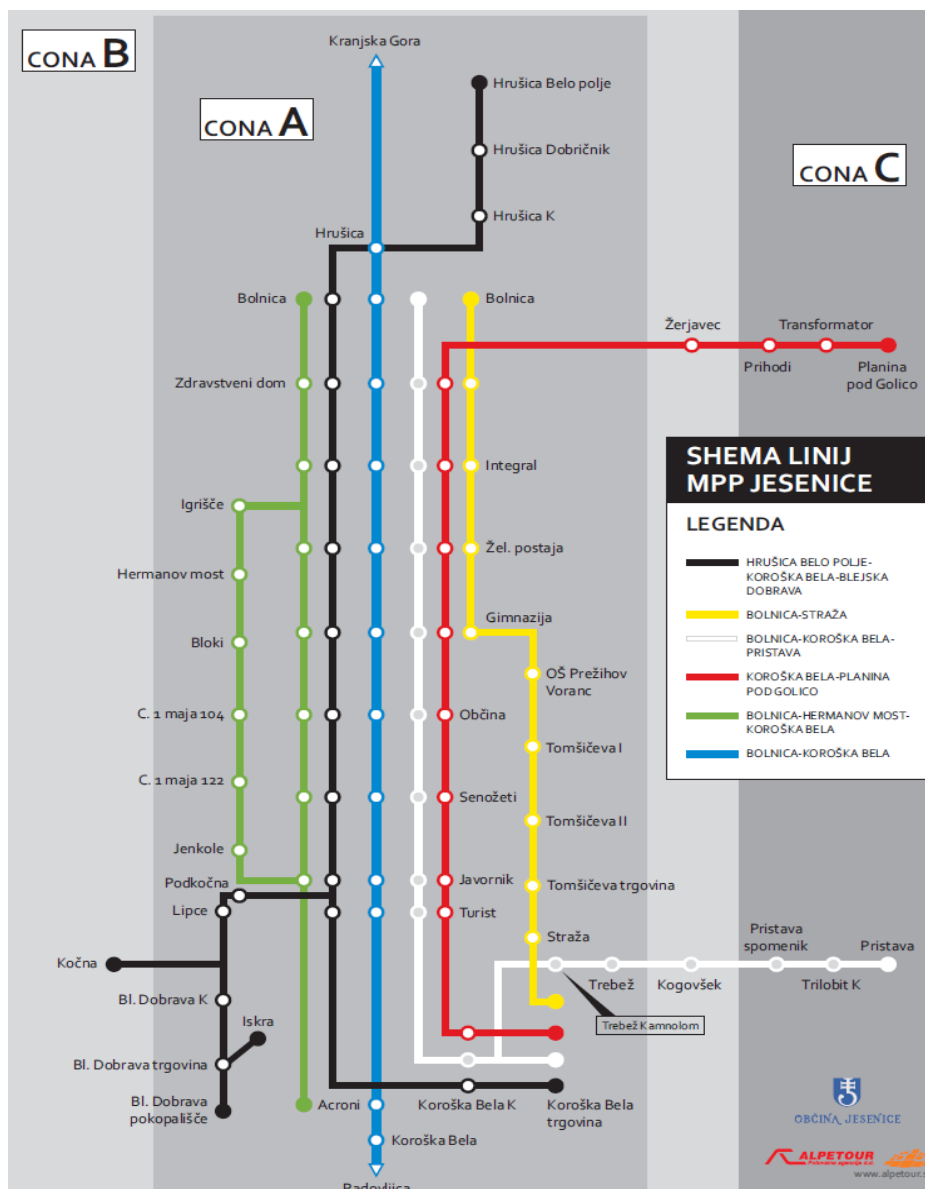 CONA B
Kranjska Gora
CONA A
Hrušica Belo polje
Hrušica Dobričnik
CONA C
Hrušica K
Hrušica
Bolnica
Bolnica
Žerjavec
Transformator
Prihodi
Planina
pod Golico
Zdravstveni dom
Integral
Igrišče
Žel. postaja
Hermanov most
Gimnazija
Bloki
OŠ Prežihov
Voranc
C. 1 maja 104
Občina
Tomšičeva I
C. 1 maja 122
Senožeti
Tomšičeva II
Jenkole
Podkočna
Javornik
Tomšičeva trgovina
Lipce
Turist
Straža
Pristava
spomenik
Pristava
Kočna
Trebež
Kogovšek
Trilobit K
Bl. Dobrava K
Iskra
Trebež Kamnolom
Bl. Dobrava trgovina
Bl. Dobrava
pokopališče
Acroni
Koroška Bela K
Koroška Bela
trgovina
Koroška Bela
Radovljica
SHEMA LINIJ
MPP JESENICE
LEGENDA
HRUŠICA BELO POLJE-
KOROŠKA BELA-BLEJSKA
DOBRAVA
BOLNICA-STRAŽA
BOLNICA-KOROŠKA BELA-
PRISTAVA
KOROŠKA BELA-PLANINA
POD GOLICO
BOLNICA-HERMANOV MOST-
KOROŠKA BELA
BOLNICA-KOROŠKA BELA
OBČINA JESENICE
ALPETOUR
www.alpetour.s